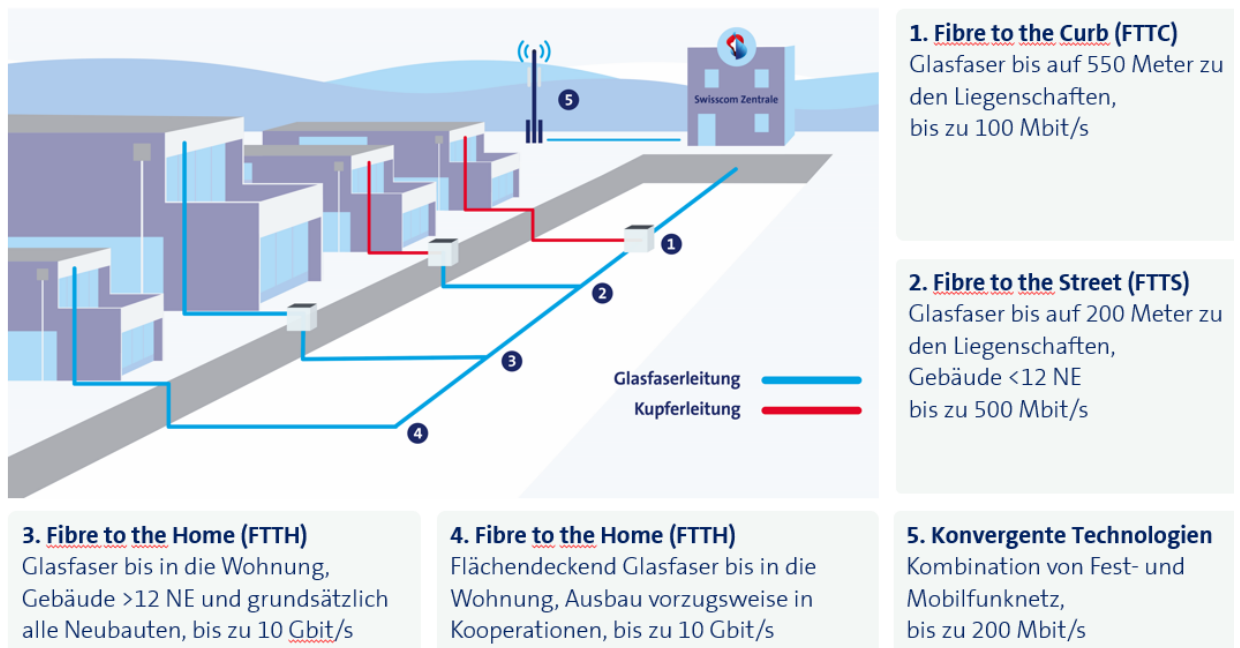 5
Swisscom Zentrale
1
2
3
4
Glasfaserleitung
Kupferleitung
1. Fibre to the Curb (FTTC)
Glasfaser bis auf 550 Meter zu
den Liegenschaften,
bis zu 100 Mbit/s
2. Fibre to the Street (FTTS)
Glasfaser bis auf 200 Meter zu
den Liegenschaften,
Gebäude <12 NE
bis zu 500 Mbit/s
3. Fibre to the Home (FTTH)
Glasfaser bis in die Wohnung,
Gebäude >12 NE und grundsätzlich
alle Neubauten, bis zu 10 Gbit/s
4. Fibre to the Home (FTTH)
Flächendeckend Glasfaser bis in die
Wohnung, Ausbau vorzugsweise in
Kooperationen, bis zu 10 Gbit/s
5. Konvergente Technologien
Kombination von Fest- und
Mobilfunknetz,
bis zu 200 Mbit/s